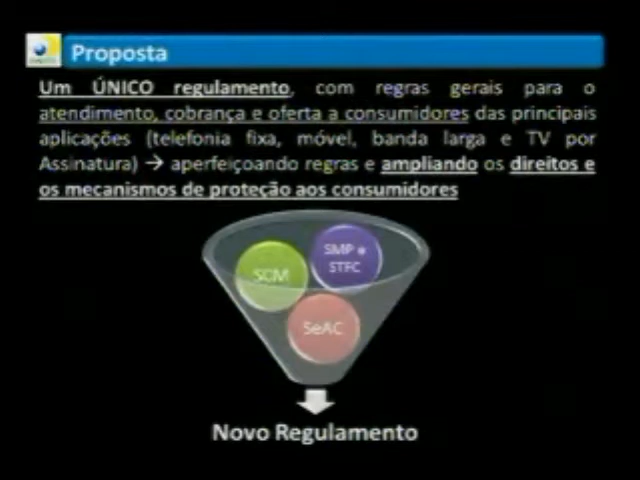 Proposta
Um ÚNICO regulamento, com regras gerais para o
atendimento, cobrança e oferta a consumidores das principais
aplicações (telefonia fixa, móvel, banda larga e TV por
Assinatura) → aperfeiçoando regras e ampliando os direitos e
os mecanismos de proteção aos consumidores
SMP e
STFC
SCM
SeAC
Novo Regulamento